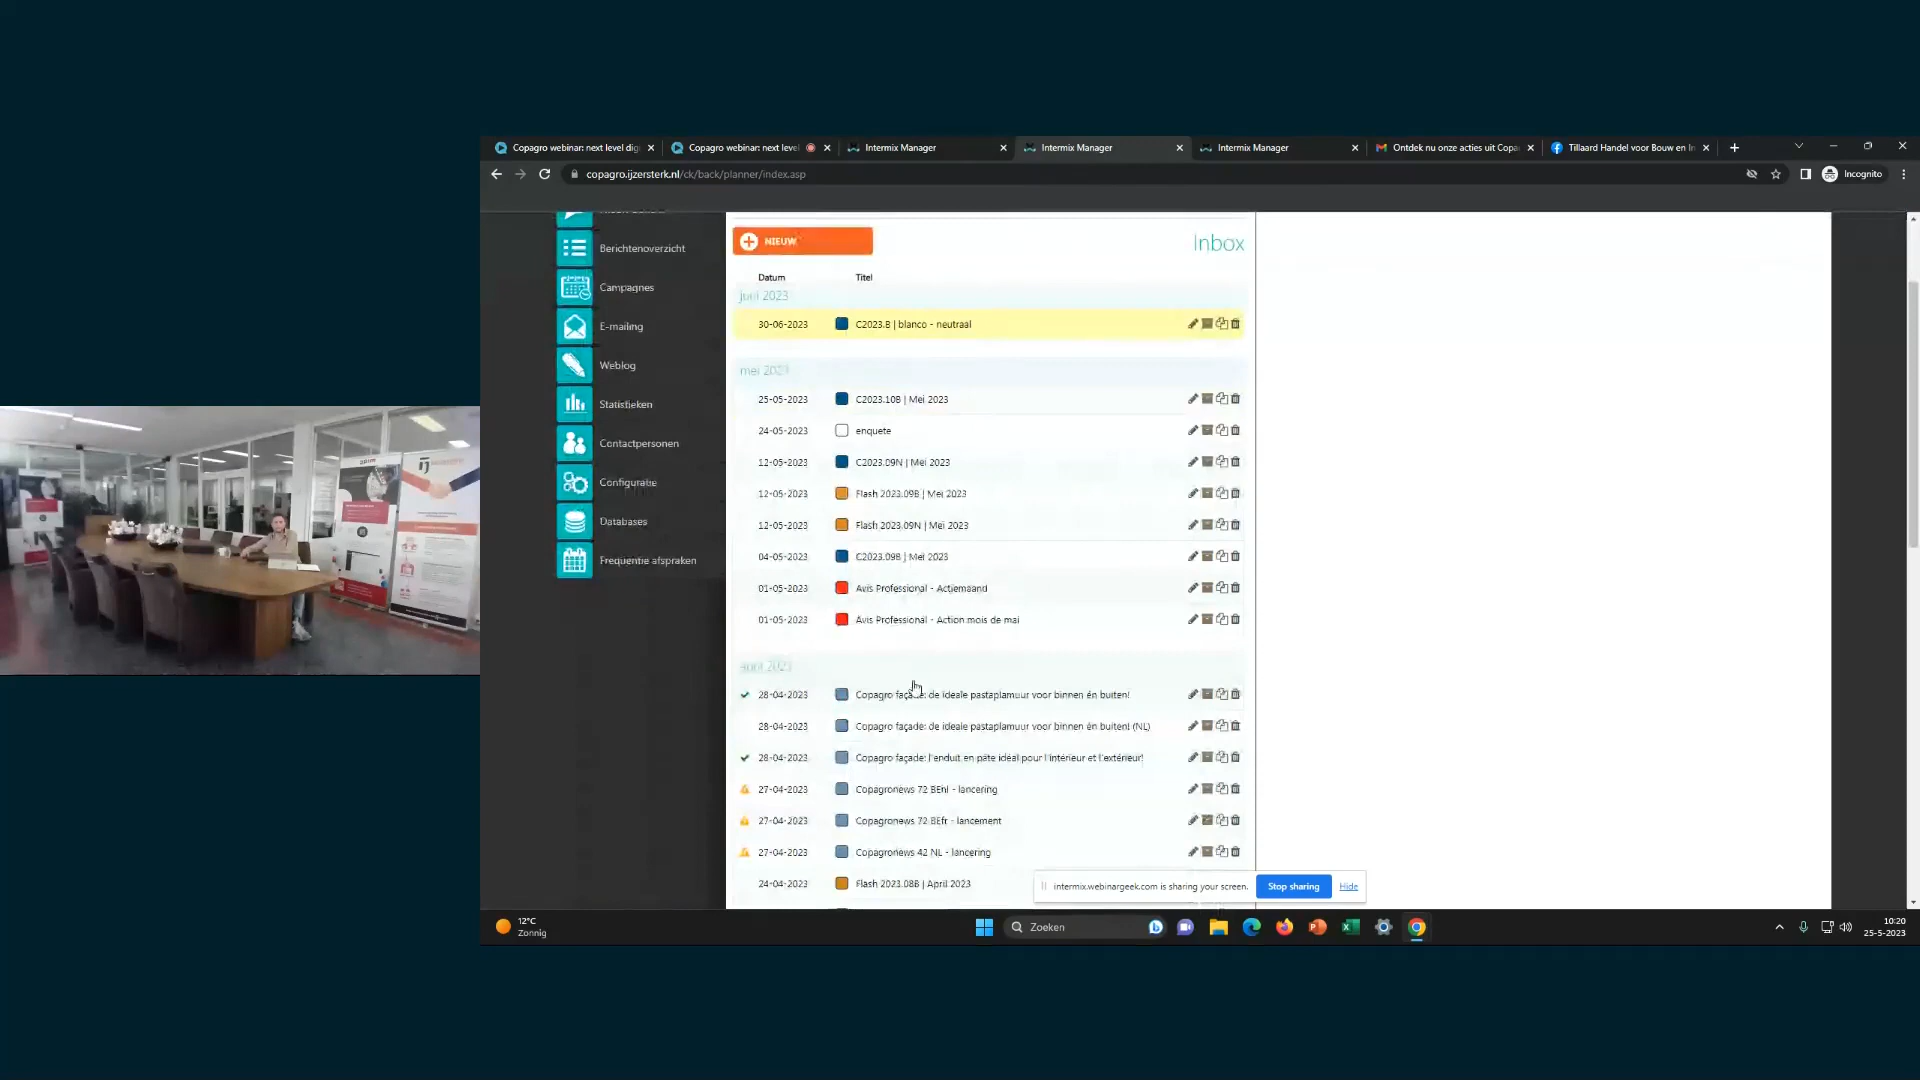 Copagro webinar: next level dig
Copagro webinar: next level
Intermix Manager
Intermix Manager
Intermix Manager
Ontdek nu onze acties uit Copa
Tillaard Handel voor Bouw en In
copagro.ijzersterk.nl/ck/back/planner/index.asp
Incognito
Berichtenoverzicht
Campagnes
E-mailing
Weblog
Statistieken
Contactpersonen
Configuratie
Databases
Frequentie afspraken
NIEUW
Inbox
Datum Titel
juni 2023
30-06-2023 C2023.B | blanco - neutraal
mei 2023
25-05-2023 C2023.10B | Mei 2023
24-05-2023 enquete
12-05-2023 C2023.09N | Mei 2023
12-05-2023 Flash 2023.09B | Mei 2023
12-05-2023 Flash 2023.09N | Mei 2023
04-05-2023 C2023.09B | Mei 2023
01-05-2023 Avis Professional - Actiemaand
01-05-2023 Avis Professional - Action mois de mai
april 2023
28-04-2023 Copagro façade: de ideale pastaplamuur voor binnen én buiten!
28-04-2023 Copagro façade: de ideale pastaplamuur voor binnen én buiten! (NL)
28-04-2023 Copagro façade: l'enduit en pâte idéal pour l'intérieur et l'extérieur!
27-04-2023 Copagronews 72 BEnl - lancering
27-04-2023 Copagronews 72 BEfr - lancement
27-04-2023 Copagronews 42 NL - lancering
24-04-2023 Flash 2023.08B | April 2023
intermix.webinargeek.com is sharing your screen.
Stop sharing
Hide
12°C
Zonnig
Zoeken
10:20
25-5-2023